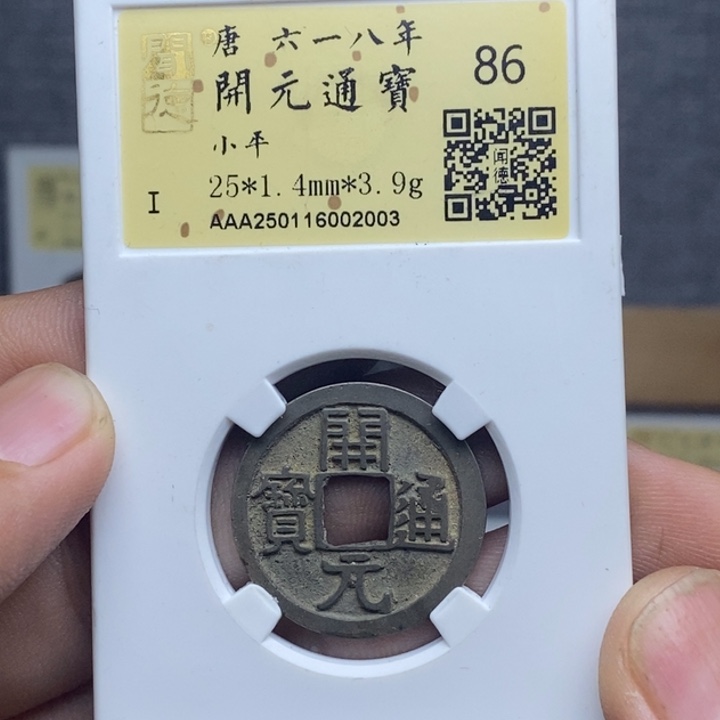 唐 六一八年
開元通寶
86
小平
25*1.4mm*3.9g
I
AAA250116002003
闻德
開
元
通
寶